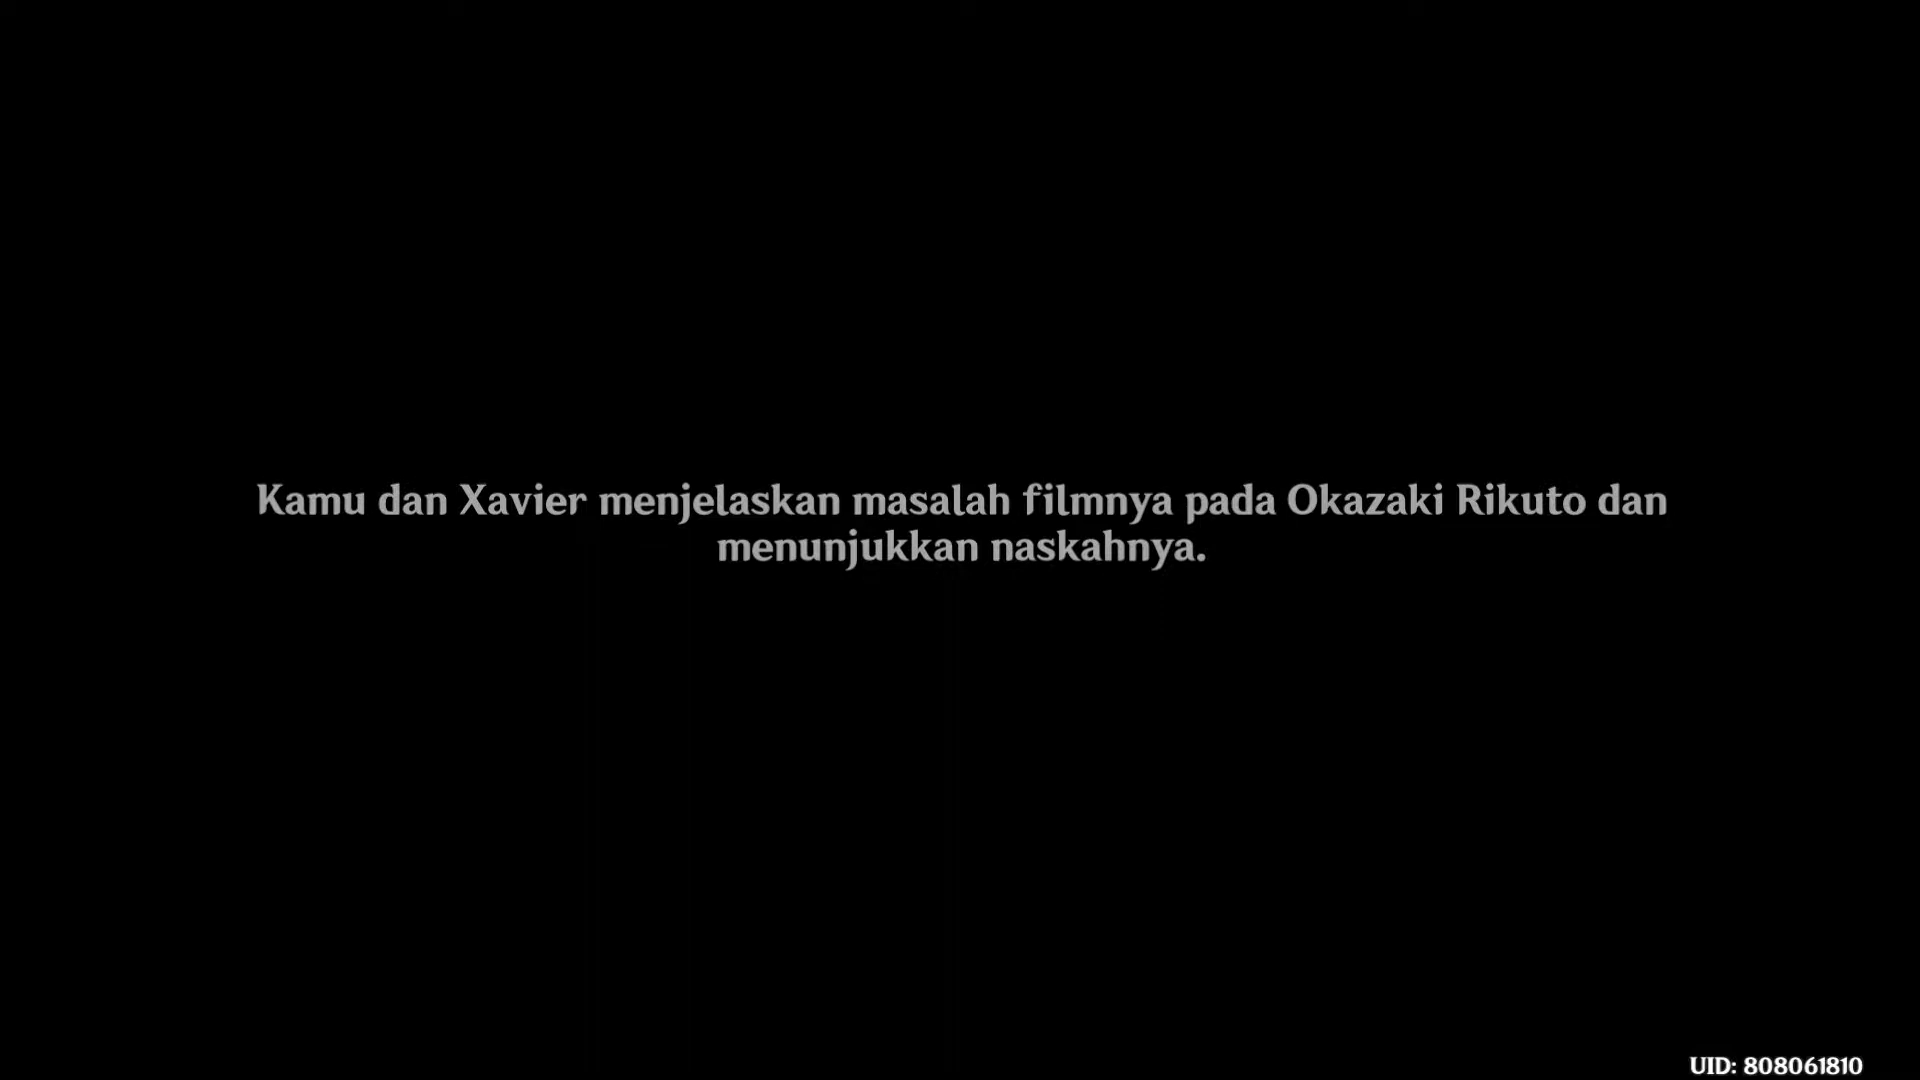 Kamu dan Xavier menjelaskan masalah filmnya pada Okazaki Rikuto dan
menunjukkan naskahnya.
UID: 808061810